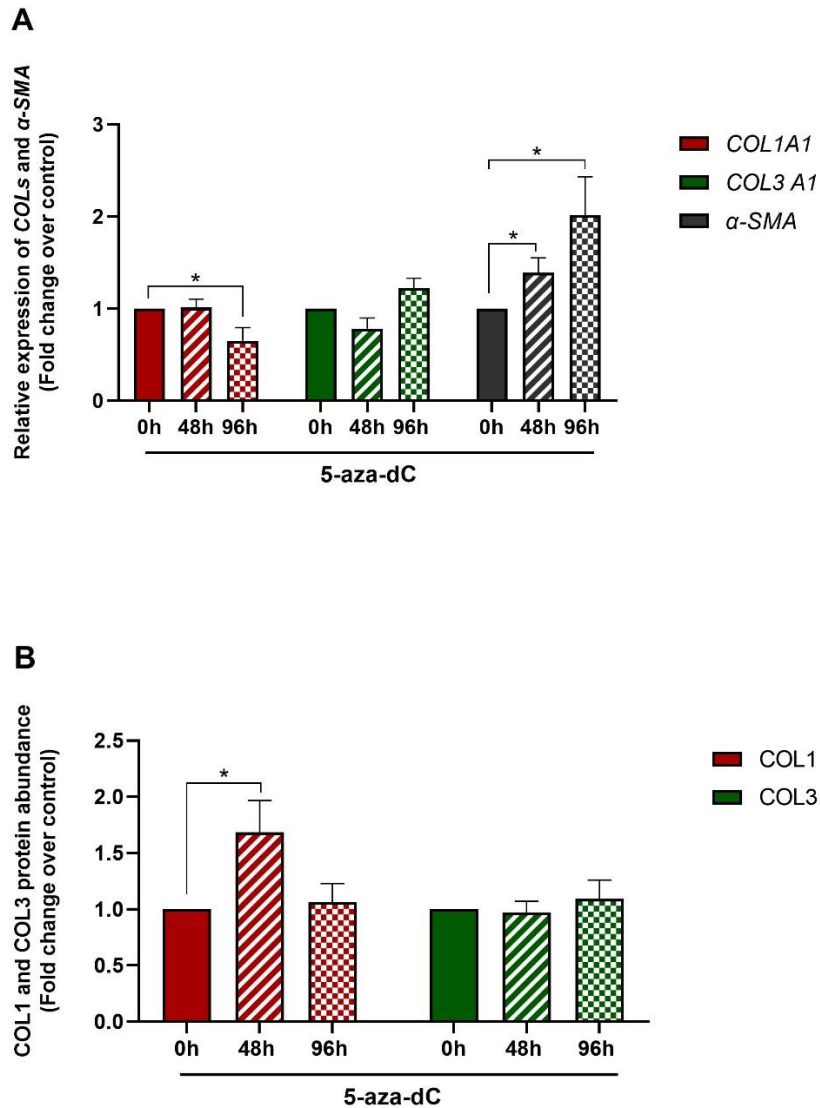 A
Relative expression of COLs and α-SMA
(Fold change over control)
3
2
1
0
*
*
*
COL1A1
COL3 A1
α-SMA
0h 48h 96h 0h 48h 96h 0h 48h 96h
5-aza-dC
B
COL1 and COL3 protein abundance
(Fold change over control)
2.5
2.0
1.5
1.0
0.5
0.0
*
COL1
COL3
0h 48h 96h 0h 48h 96h
5-aza-dC